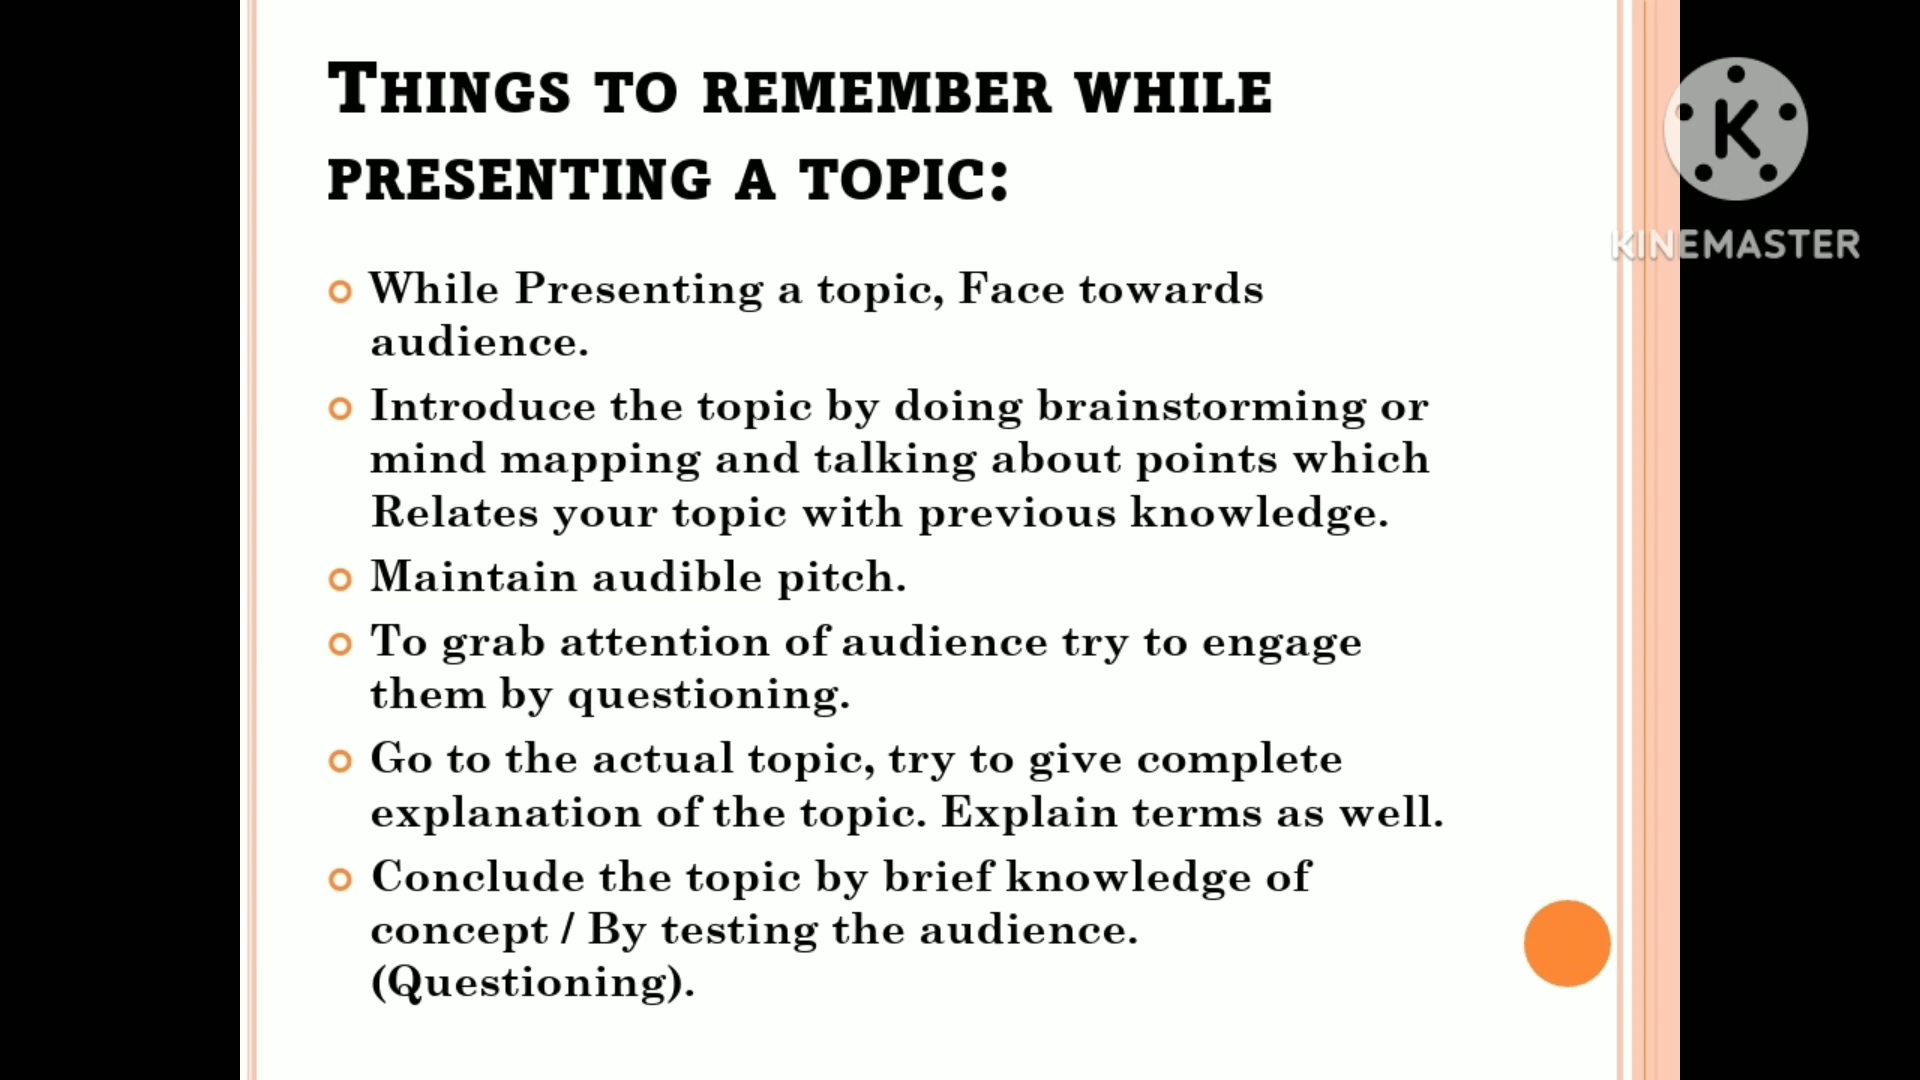 THINGS TO REMEMBER WHILE
PRESENTING A TOPIC:
While Presenting a topic, Face towards
audience.
Introduce the topic by doing brainstorming or
mind mapping and talking about points which
Relates your topic with previous knowledge.
Maintain audible pitch.
To grab attention of audience try to engage
them by questioning.
Go to the actual topic, try to give complete
explanation of the topic. Explain terms as well.
Conclude the topic by brief knowledge of
concept / By testing the audience.
(Questioning).
K
KINEMASTER